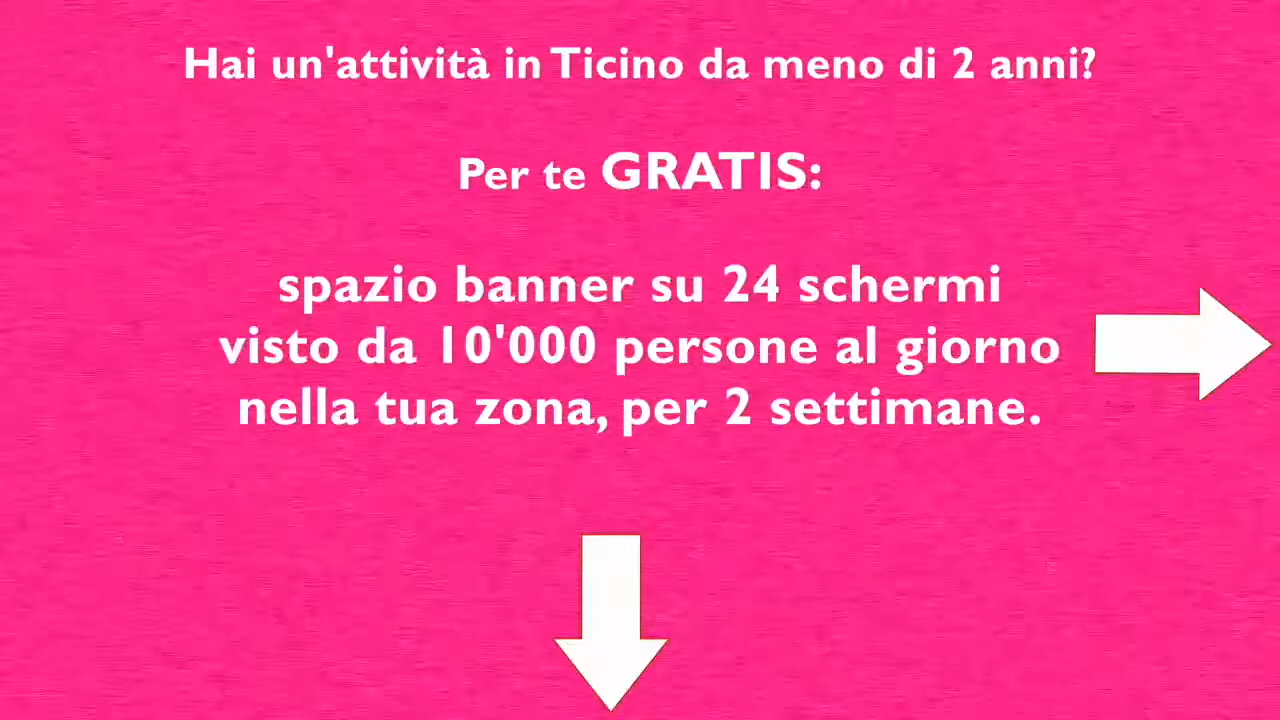 Hai un'attività in Ticino da meno di 2 anni?
Per te GRATIS:
spazio banner su 24 schermi
visto da 10'000 persone al giorno
nella tua zona, per 2 settimane.